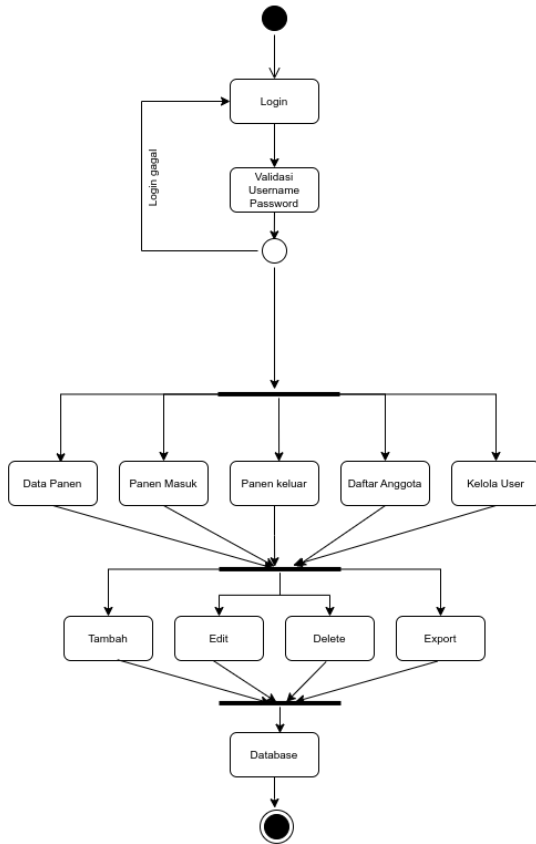 Login
Login gagal
Validasi
Username
Password
Data Panen
Panen Masuk
Panen keluar
Daftar Anggota
Kelola User
Tambah
Edit
Delete
Export
Database